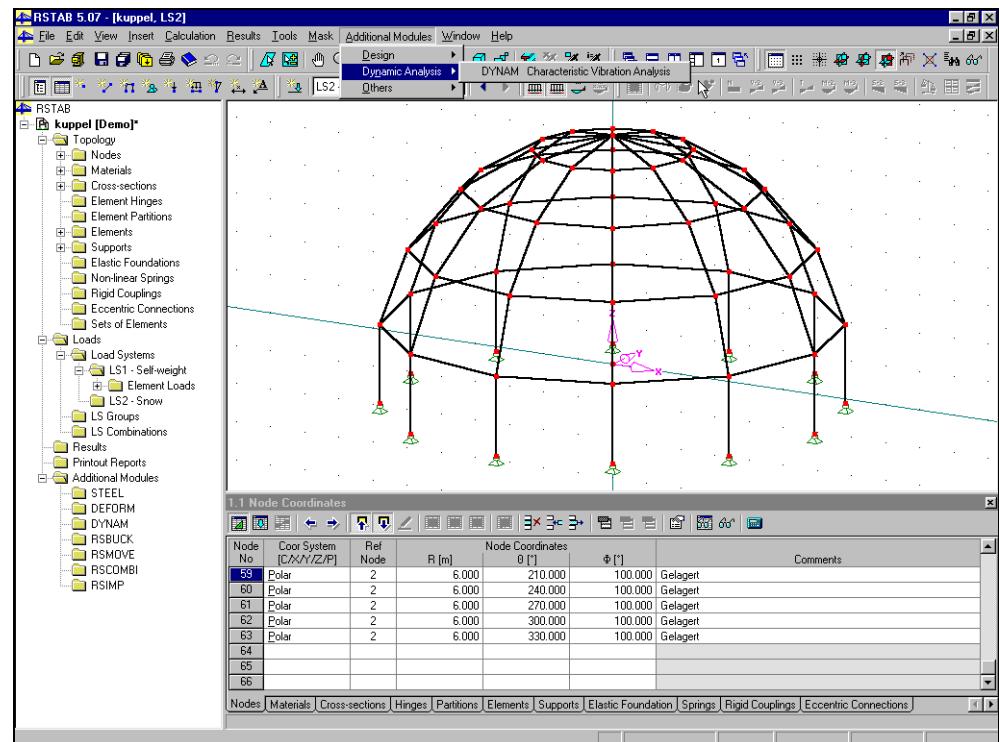 RSTAB 5.07 - [kuppel, LS2]
File Edit View Insert Calculation Results Tools Mask Additional Modules Window Help
Design
Dynamic Analysis
Others
DYNAM Characteristic Vibration Analysis
LS2
RSTAB
kuppel [Demo]*
Topology
Nodes
Materials
Cross-sections
Element Hinges
Element Partitions
Elements
Supports
Elastic Foundations
Non-linear Springs
Rigid Couplings
Eccentric Connections
Sets of Elements
Loads
Load Systems
LS1 - Self-weight
Element Loads
LS2 - Snow
LS Groups
LS Combinations
Results
Printout Reports
Additional Modules
STEEL
DEFORM
DYNAM
RSBUCK
RSMOVE
RSCOMBI
RSIMP
Z
Y
X
1.1 Node Coordinates
Node Coor System Ref Node Coordinates
No [C/X/Y/Z/P] Node R [m] θ [°] Φ [°] Comments
59 Polar 2 6.000 210.000 100.000 Gelagert
60 Polar 2 6.000 240.000 100.000 Gelagert
61 Polar 2 6.000 270.000 100.000 Gelagert
62 Polar 2 6.000 300.000 100.000 Gelagert
63 Polar 2 6.000 330.000 100.000 Gelagert
64
65
66
Nodes Materials Cross-sections Hinges Partitions Elements Supports Elastic Foundation Springs Rigid Couplings Eccentric Connections